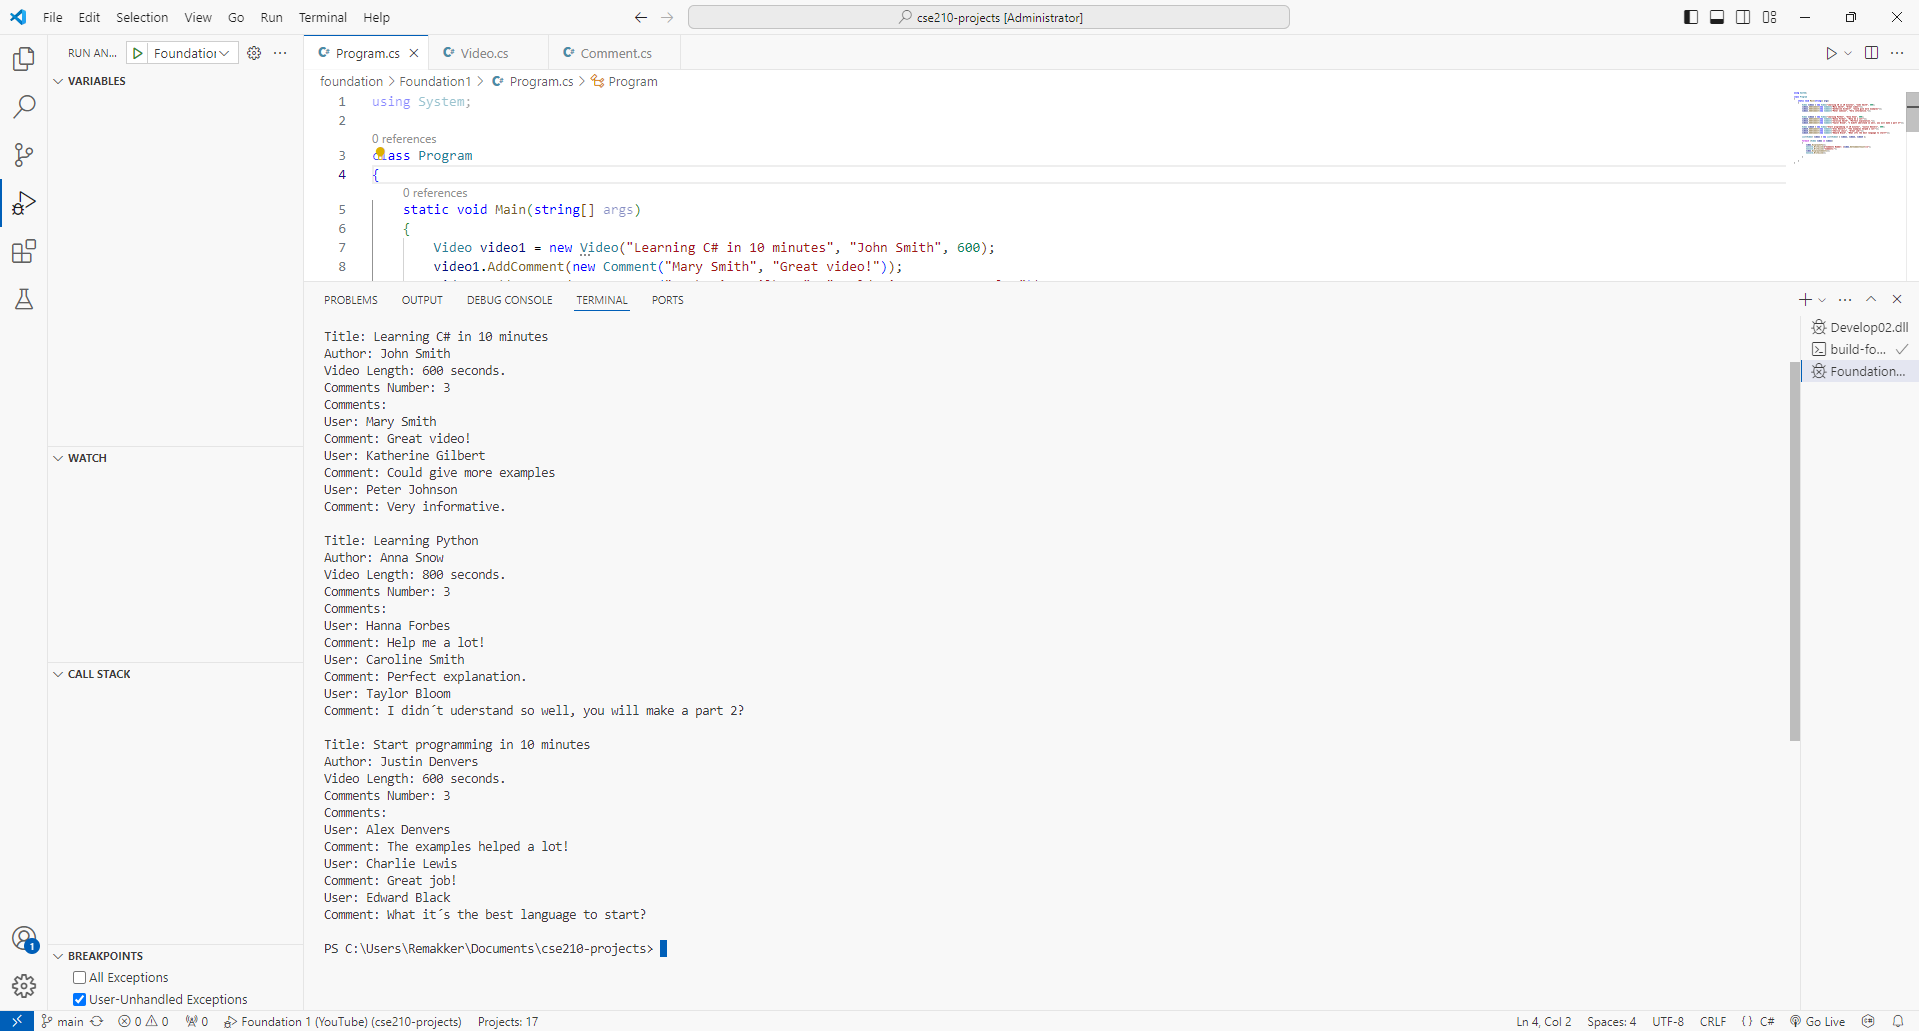 File Edit Selection View Go Run Terminal Help
cse210-projects [Administrator]
RUN AN... Foundation
Program.cs Video.cs Comment.cs
foundation > Foundation1 > Program.cs > Program
VARIABLES
1 using System;
2
0 references
3 class Program
4 {
0 references
5 static void Main(string[] args)
6 {
7 Video video1 = new Video("Learning C# in 10 minutes", "John Smith", 600);
8 video1.AddComment(new Comment("Mary Smith", "Great video!"));
PROBLEMS OUTPUT DEBUG CONSOLE TERMINAL PORTS
Title: Learning C# in 10 minutes
Author: John Smith
Video Length: 600 seconds.
Comments Number: 3
Comments:
User: Mary Smith
Comment: Great video!
User: Katherine Gilbert
Comment: Could give more examples
User: Peter Johnson
Comment: Very informative.
Title: Learning Python
Author: Anna Snow
Video Length: 800 seconds.
Comments Number: 3
Comments:
User: Hanna Forbes
Comment: Help me a lot!
User: Caroline Smith
Comment: Perfect explanation.
User: Taylor Bloom
Comment: I didn´t uderstand so well, you will make a part 2?
Title: Start programming in 10 minutes
Author: Justin Denvers
Video Length: 600 seconds.
Comments Number: 3
Comments:
User: Alex Denvers
Comment: The examples helped a lot!
User: Charlie Lewis
Comment: Great job!
User: Edward Black
Comment: What it´s the best language to start?
PS C:\Users\Remakker\Documents\cse210-projects>
Develop02.dll
build-fo...
Foundation...
WATCH
CALL STACK
BREAKPOINTS
All Exceptions
User-Unhandled Exceptions
1
main 0 0 0 Foundation 1 (YouTube) (cse210-projects) Projects: 17
Ln 4, Col 2 Spaces: 4 UTF-8 CRLF {} C# Go Live